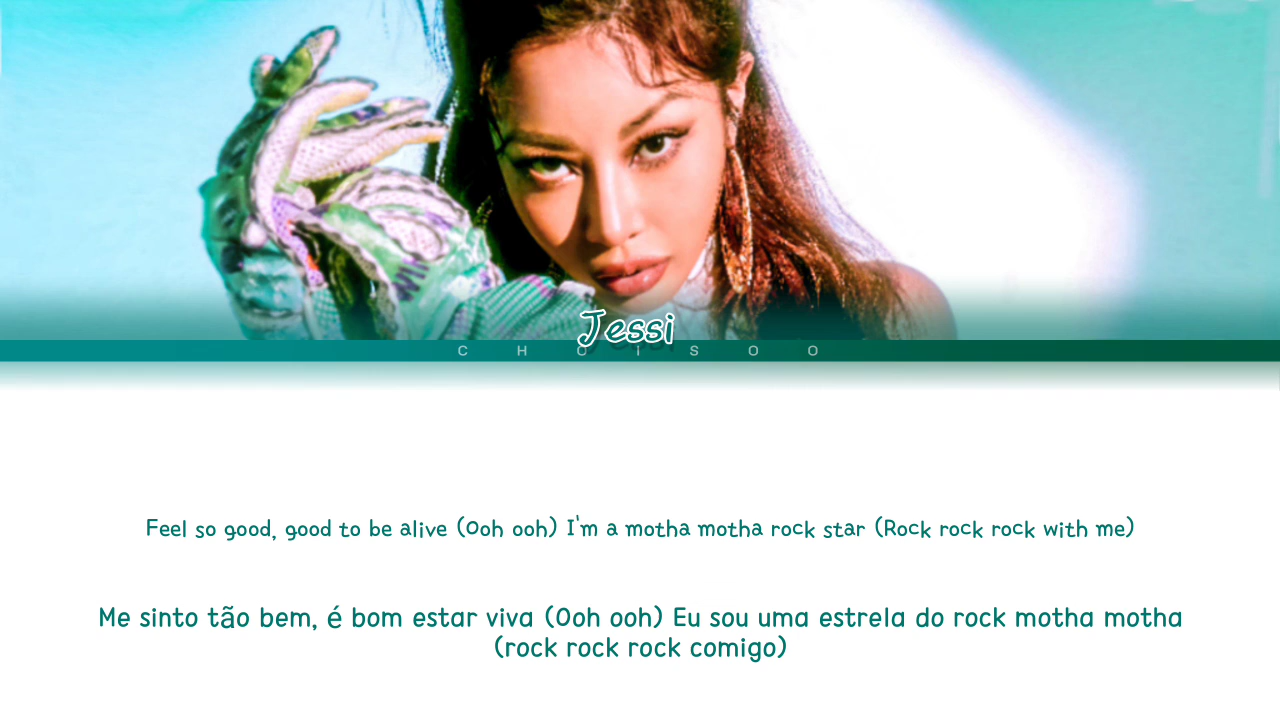 Jessi
CHOISOO
Feel so good, good to be alive (Ooh ooh) I'm a motha motha rock star (Rock rock rock with me)
Me sinto tão bem, é bom estar viva (Ooh ooh) Eu sou uma estrela do rock motha motha
(rock rock rock comigo)